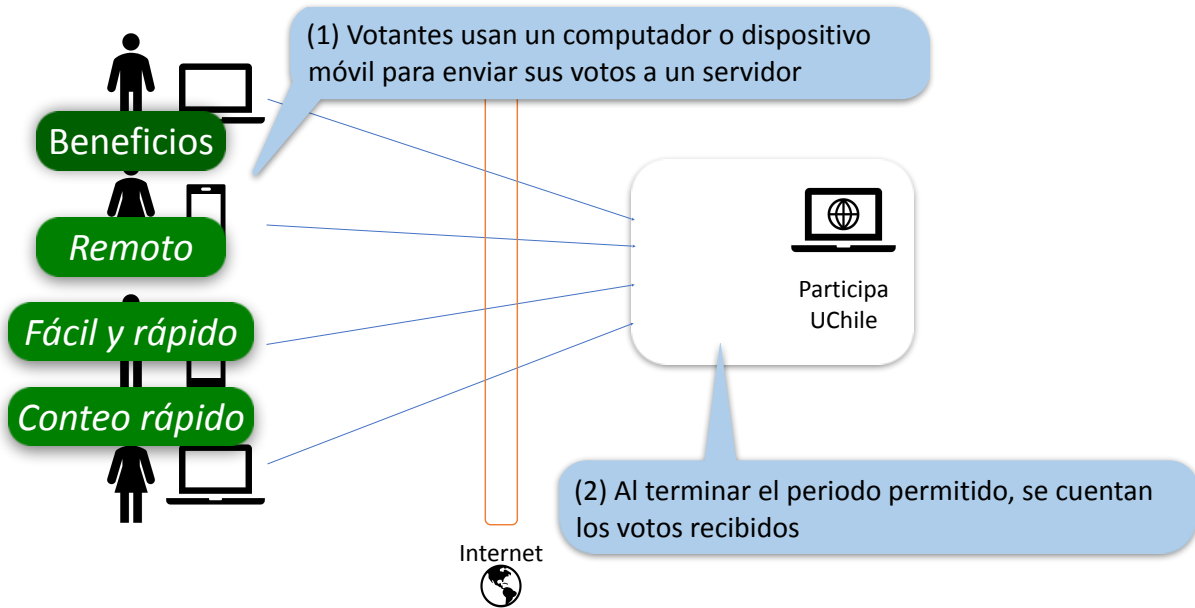 (1) Votantes usan un computador o dispositivo
móvil para enviar sus votos a un servidor
Beneficios
Remoto
Fácil y rápido
Conteo rápido
Participa
UChile
(2) Al terminar el periodo permitido, se cuentan
los votos recibidos
Internet